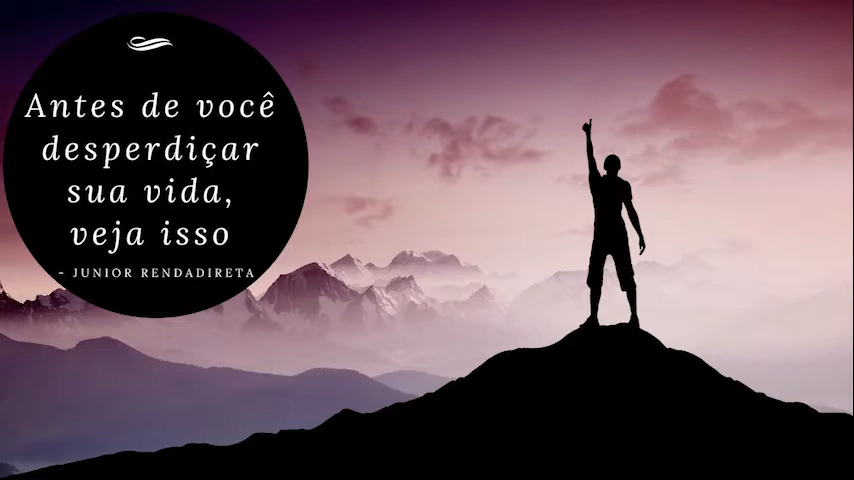 Antes de você
desperdiçar
sua vida,
veja isso
- JUNIOR RENDADIRETA